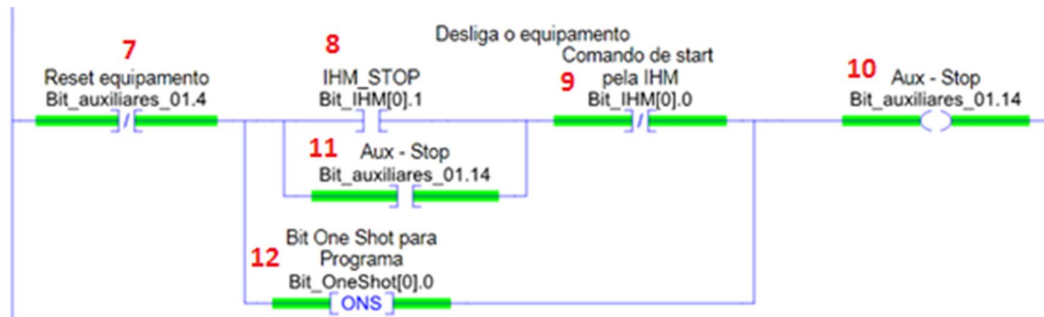 7
Reset equipamento
Bit_auxiliares_01.4
8
IHM_STOP
Bit_IHM[0].1
Desliga o equipamento
Comando de start
9 pela IHM
Bit_IHM[0].0
10 Aux - Stop
Bit_auxiliares_01.14
11 Aux - Stop
Bit_auxiliares_01.14
Bit One Shot para
12 Programa
Bit_OneShot[0].0
ONS